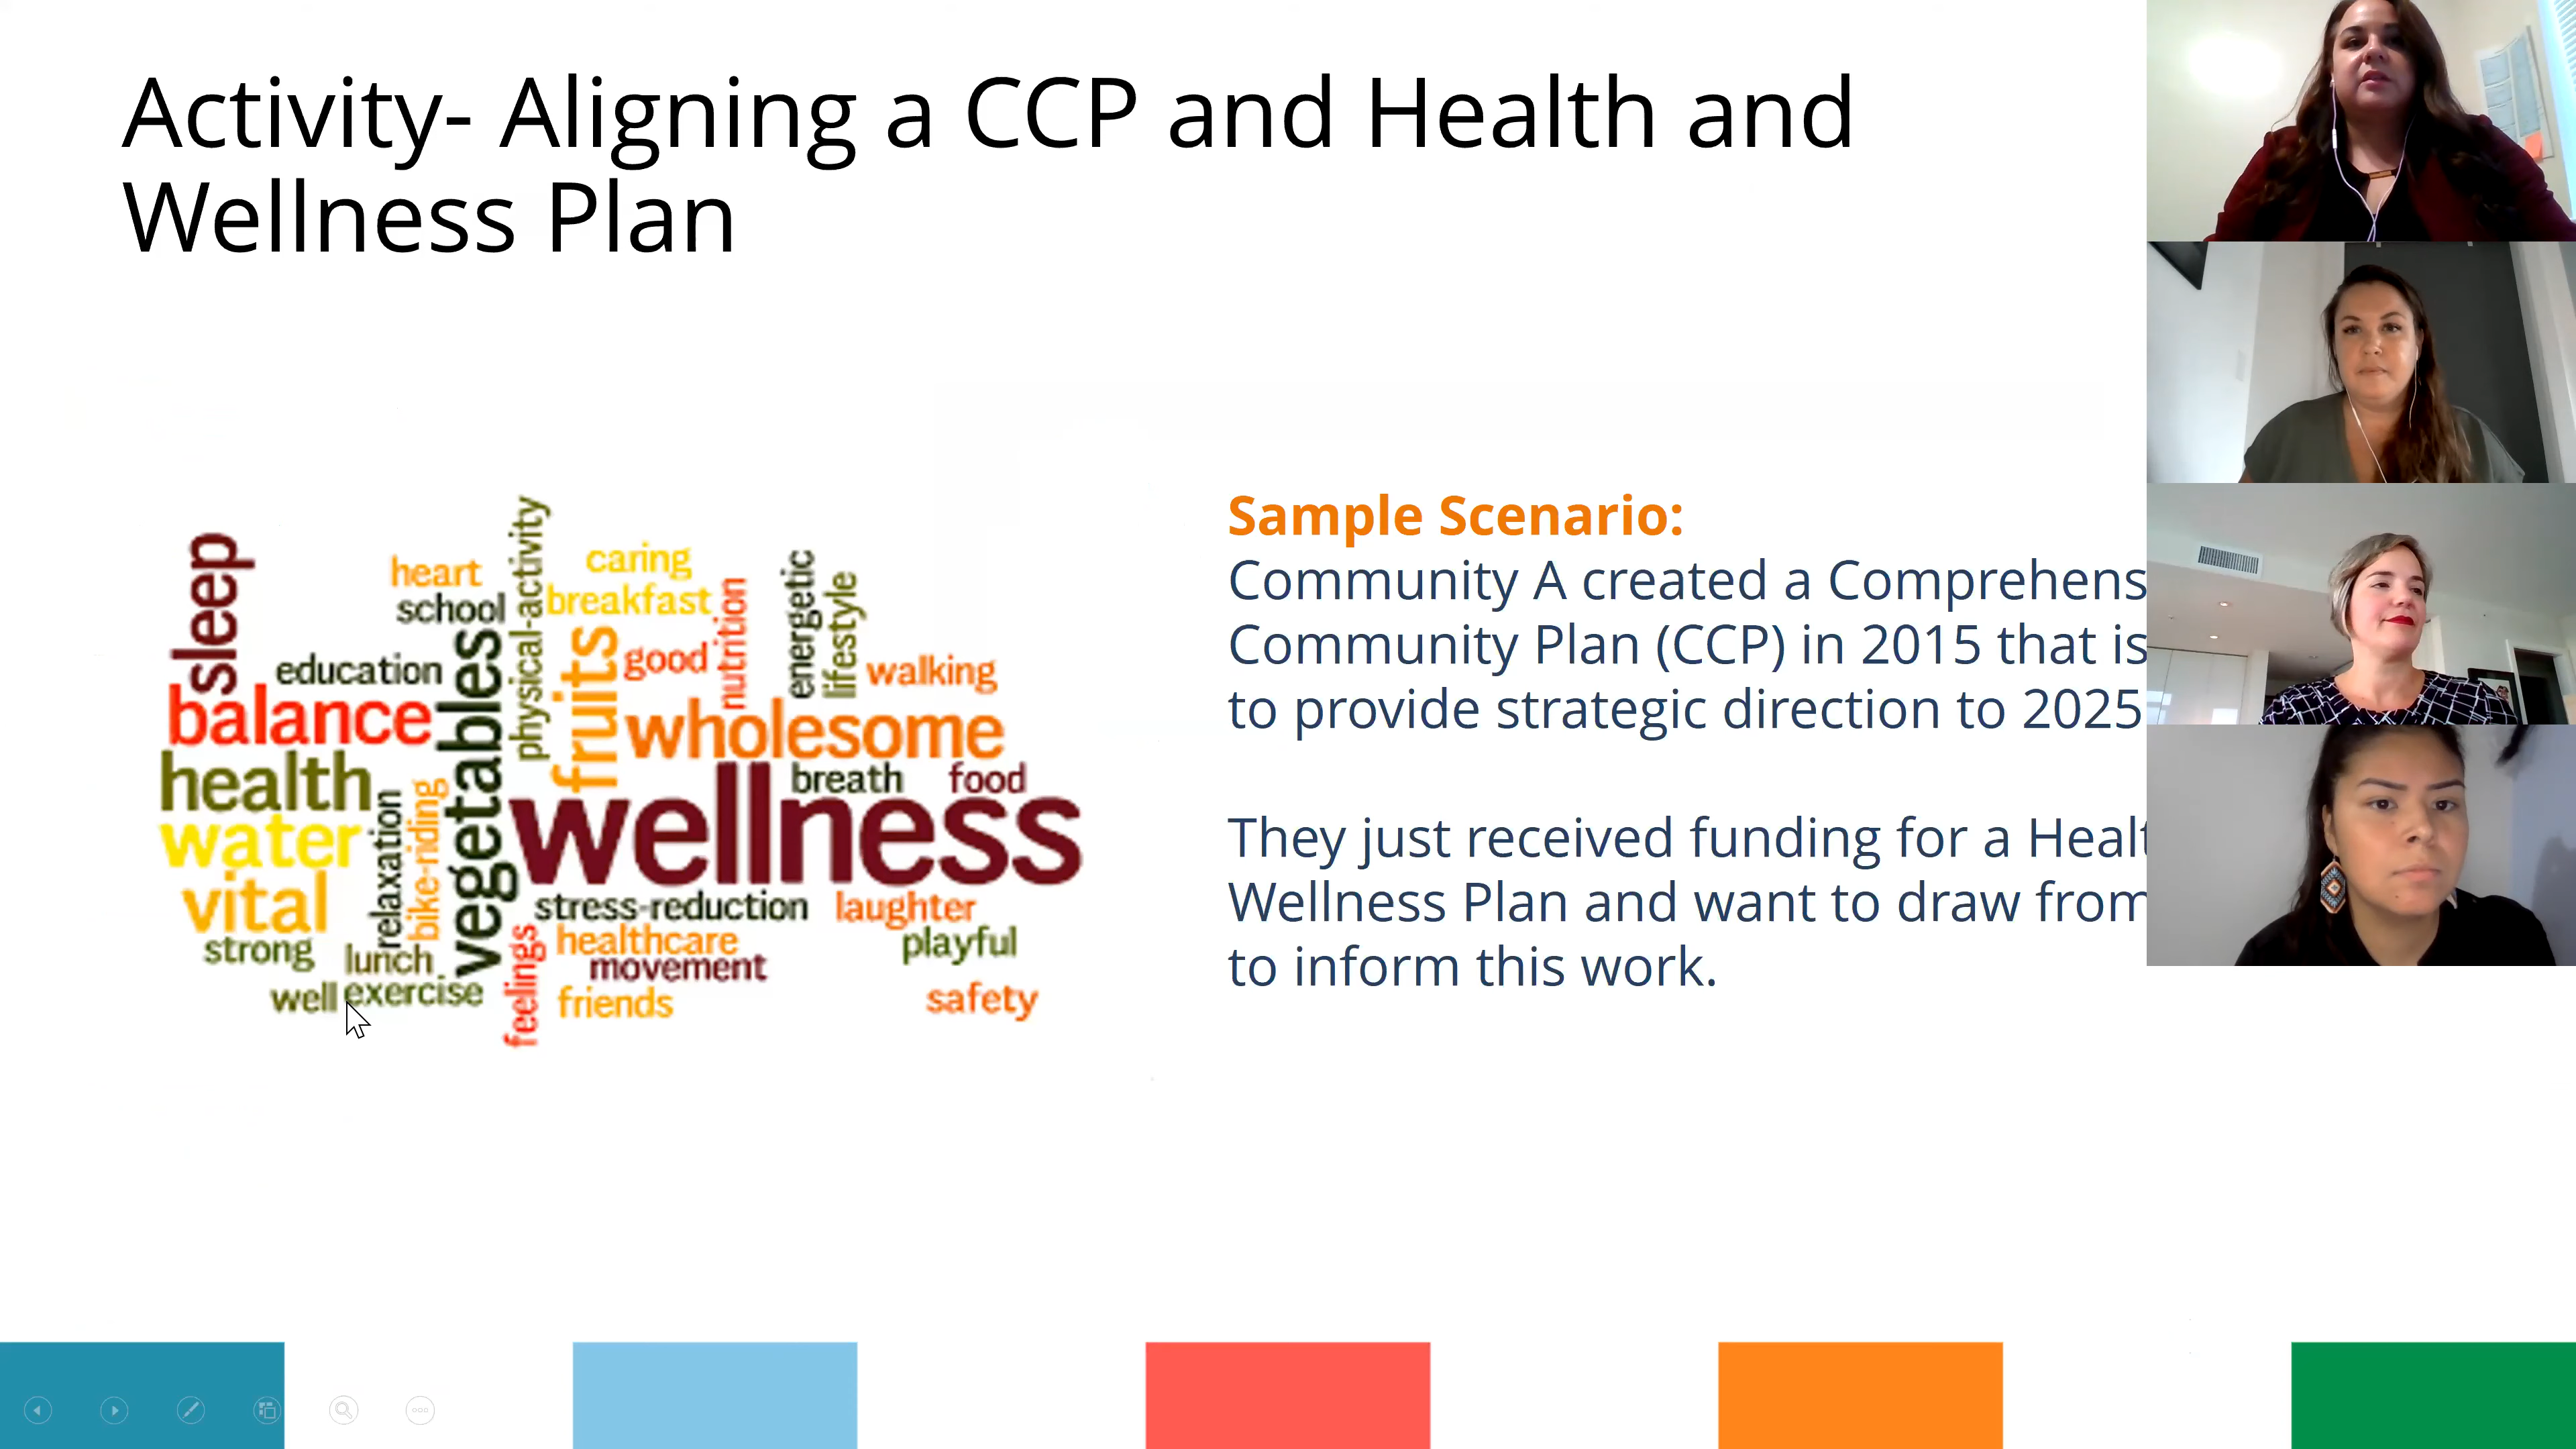 Activity- Aligning a CCP and Health and
Wellness Plan
sleep
heart
school
education
physical-activity
caring
breakfast
fruits
good
nutrition
energetic
lifestyle
walking
balance
vegetables
wholesome
health
water
vital
relaxation
bike-riding
breath
food
wellness
strong
lunch
well
exercise
stress-reduction
laughter
healthcare
playful
movement
feelings
friends
safety
Sample Scenario:
Community A created a Comprehens
Community Plan (CCP) in 2015 that is
to provide strategic direction to 2025
They just received funding for a Healt
Wellness Plan and want to draw from
to inform this work.